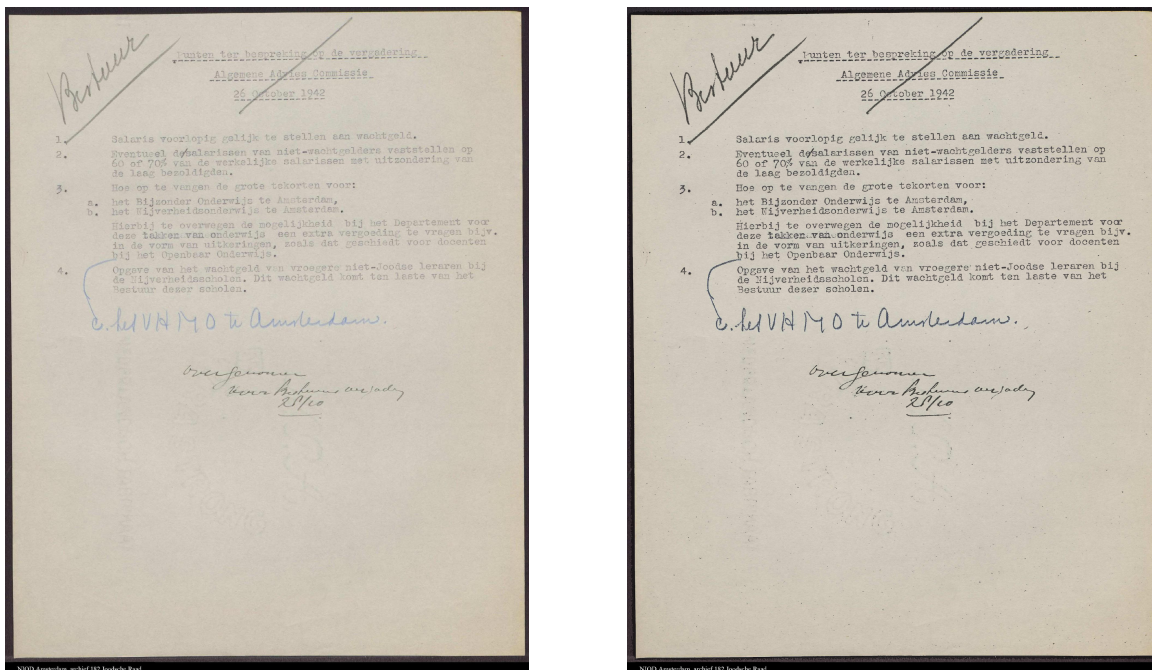 Bestuur
Punten ter bespreking op de vergadering
Algemene Advies Commissie
26 October 1942
1. Salaris voorlopig gelijk te stellen aan wachtgeld.
2. Eventueel de salarissen van niet-wachtgelders vaststellen op
60 of 70% van de werkelijke salarissen met uitzondering van
de laag bezoldigden.
3. Hoe op te vangen de grote tekorten voor:
a. het Bijzonder Onderwijs te Amsterdam,
b. het Nijverheidsonderwijs te Amsterdam.
Hierbij te overwegen de mogelijkheid bij het Departement voor
deze takken van onderwijs een extra vergoeding te vragen bijv.
in de vorm van uitkeringen, zoals dat geschiedt voor docenten
bij het Openbaar Onderwijs.
4. Opgave van het wachtgeld van vroegere niet-Joodse leraren bij
de Nijverheidsscholen. Dit wachtgeld komt ten laste van het
Bestuur dezer scholen.
c. het VHMO te Amsterdam.
overgenomen
voor Bestuurs
/10
NIOD Amsterdam, archief 182 Joodsche Raad
Bestuur
Punten ter bespreking op de vergadering
Algemene Advies Commissie
26 October 1942
1. Salaris voorlopig gelijk te stellen aan wachtgeld.
2. Eventueel de salarissen van niet-wachtgelders vaststellen op
60 of 70% van de werkelijke salarissen met uitzondering van
de laag bezoldigden.
3. Hoe op te vangen de grote tekorten voor:
a. het Bijzonder Onderwijs te Amsterdam,
b. het Nijverheidsonderwijs te Amsterdam.
Hierbij te overwegen de mogelijkheid bij het Departement voor
deze takken van onderwijs een extra vergoeding te vragen bijv.
in de vorm van uitkeringen, zoals dat geschiedt voor docenten
bij het Openbaar Onderwijs.
4. Opgave van het wachtgeld van vroegere niet-Joodse leraren bij
de Nijverheidsscholen. Dit wachtgeld komt ten laste van het
Bestuur dezer scholen.
c. het VHMO te Amsterdam.
overgenomen
voor Bestuurs
/10
NIOD Amsterdam, archief 182 Joodsche Raad